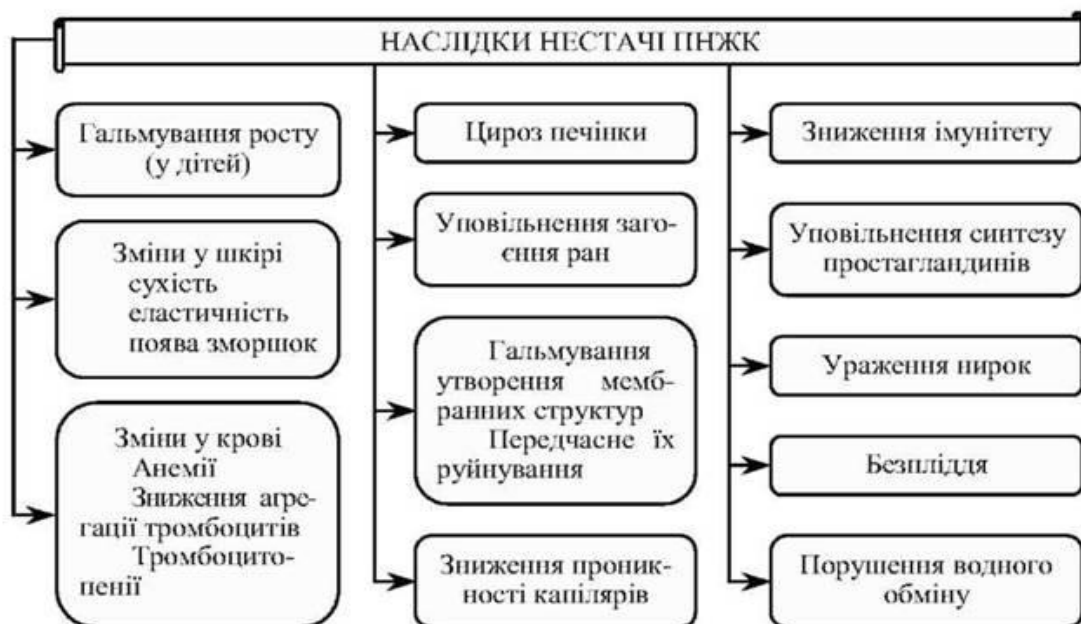 НАСЛІДКИ НЕСТАЧІ ПНЖК
Гальмування росту
(у дітей)
Зміни у шкірі
сухість
еластичність
поява зморшок
Зміни у крові
Анемії
Зниження агре-
гації тромбоцитів
Тромбоцито-
пенії
Цироз печінки
Уповільнення заго-
єння ран
Гальмування
утворення мемб-
ранних структур
Передчасне їх
руйнування
Зниження проник-
ності капілярів
Зниження імунітету
Уповільнення синтезу
простагландинів
Ураження нирок
Безпліддя
Порушення водного
обміну